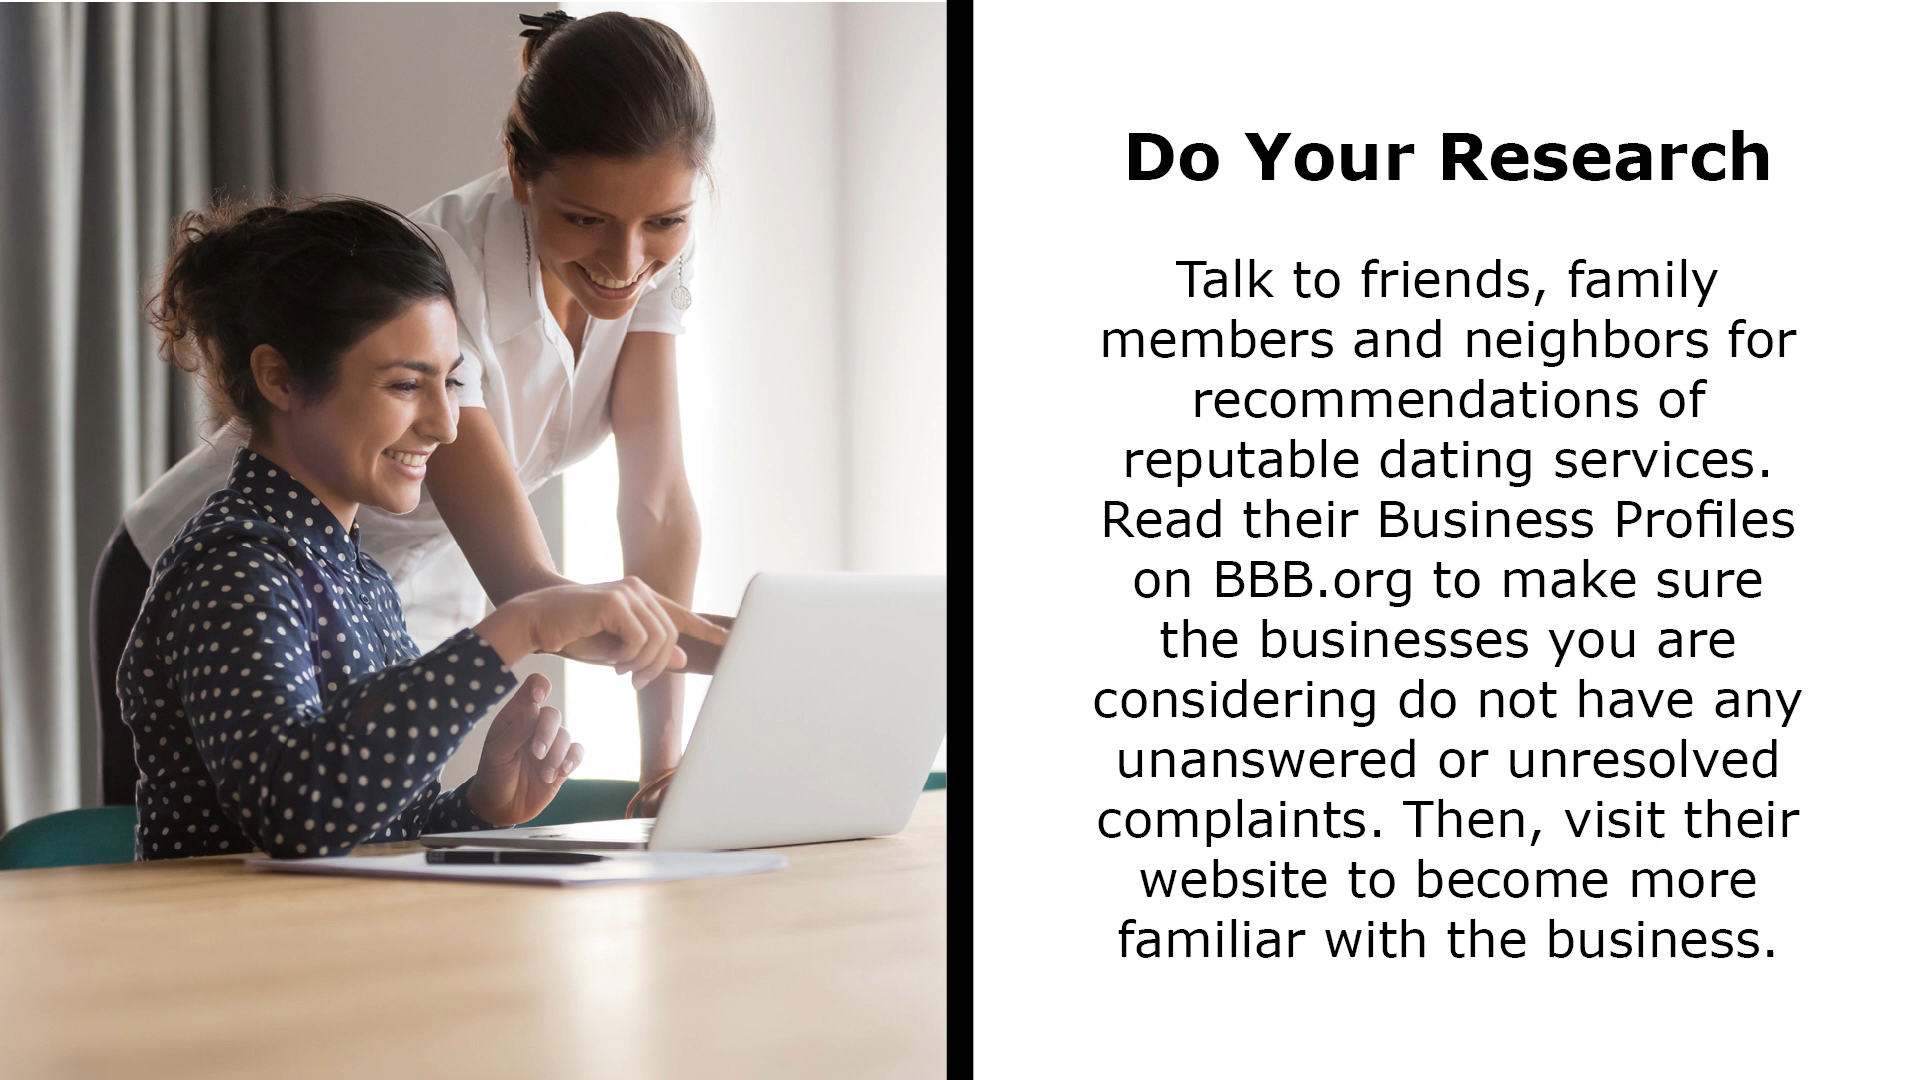 Do Your Research
Talk to friends, family
members and neighbors for
recommendations of
reputable dating services.
Read their Business Profiles
on BBB.org to make sure
the businesses you are
considering do not have any
unanswered or unresolved
complaints. Then, visit their
website to become more
familiar with the business.